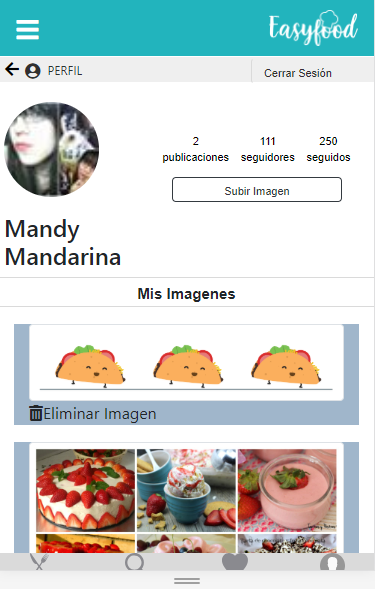 Easyfood
PERFIL
Cerrar Sesión
2 111 250
publicaciones seguidores seguidos
Subir Imagen
Mandy
Mandarina
Mis Imagenes
Eliminar Imagen